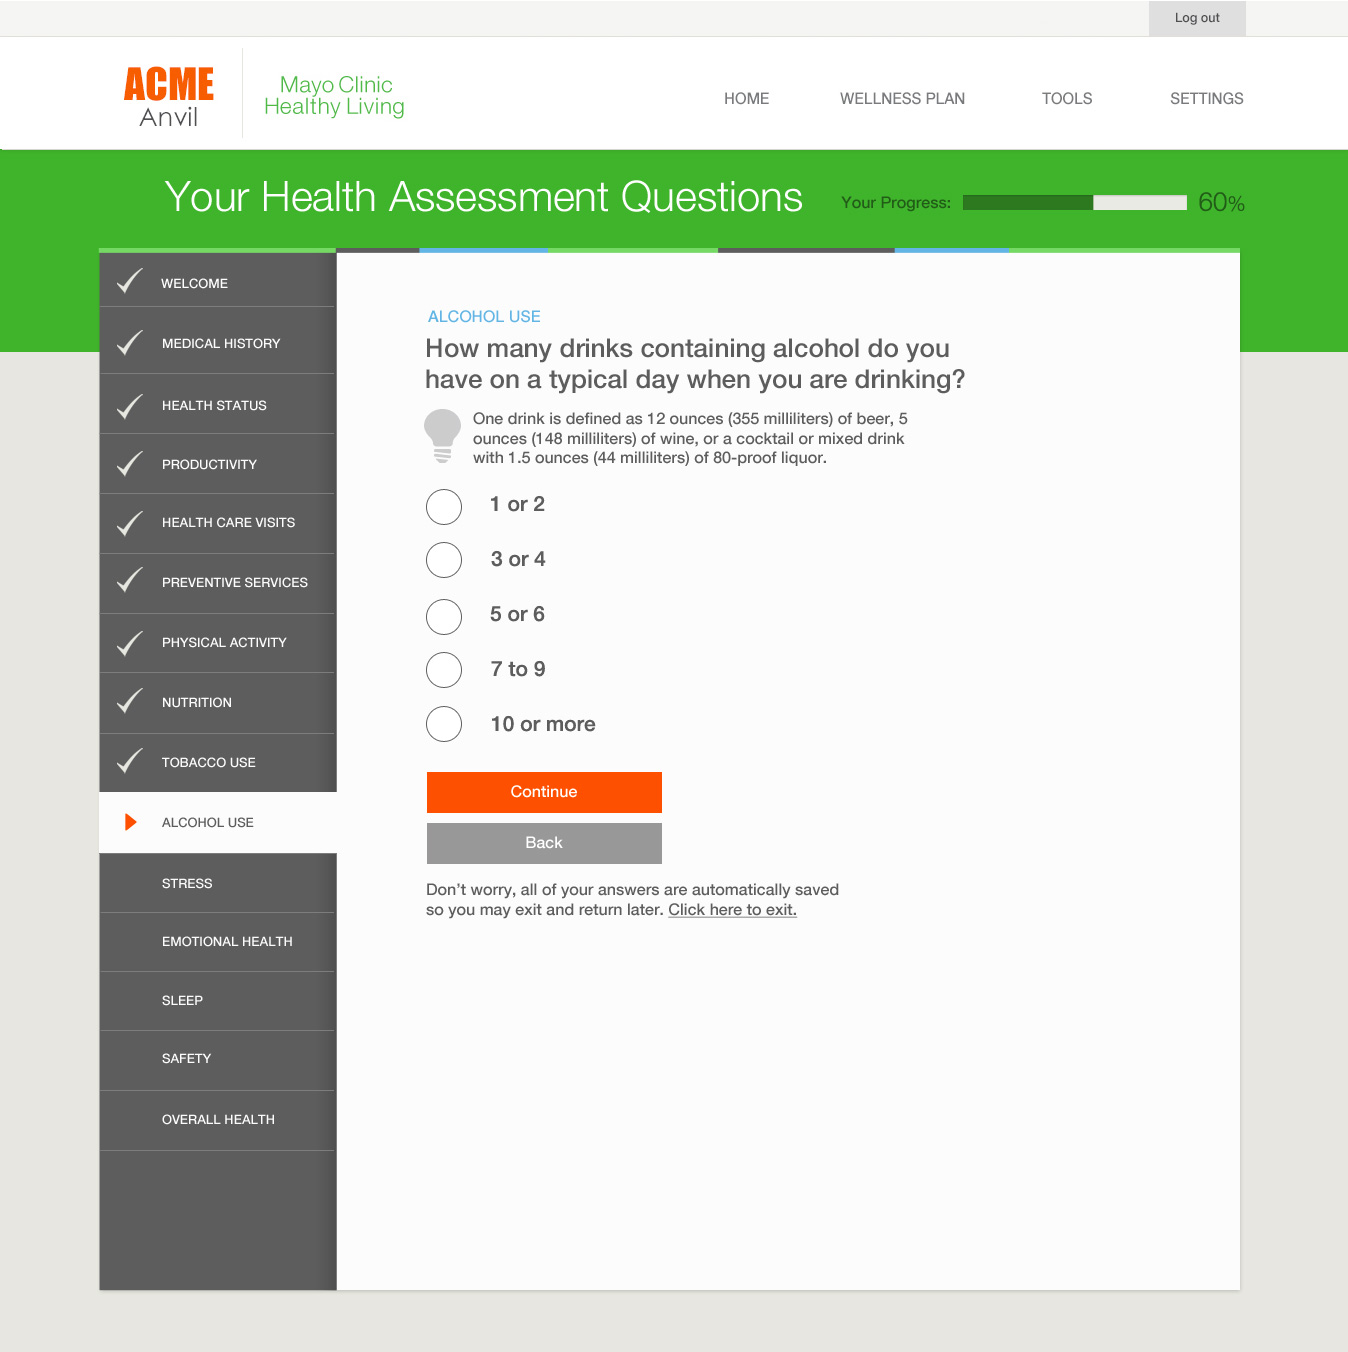 Log out
ACME
Anvil
Mayo Clinic
Healthy Living
HOME
WELLNESS PLAN
TOOLS
SETTINGS
Your Health Assessment Questions
Your Progress:
60%
WELCOME
MEDICAL HISTORY
HEALTH STATUS
PRODUCTIVITY
HEALTH CARE VISITS
PREVENTIVE SERVICES
PHYSICAL ACTIVITY
NUTRITION
TOBACCO USE
ALCOHOL USE
STRESS
EMOTIONAL HEALTH
SLEEP
SAFETY
OVERALL HEALTH
ALCOHOL USE
How many drinks containing alcohol do you
have on a typical day when you are drinking?
One drink is defined as 12 ounces (355 milliliters) of beer, 5
ounces (148 milliliters) of wine, or a cocktail or mixed drink
with 1.5 ounces (44 milliliters) of 80-proof liquor.
1 or 2
3 or 4
5 or 6
7 to 9
10 or more
Continue
Back
Don’t worry, all of your answers are automatically saved
so you may exit and return later. Click here to exit.